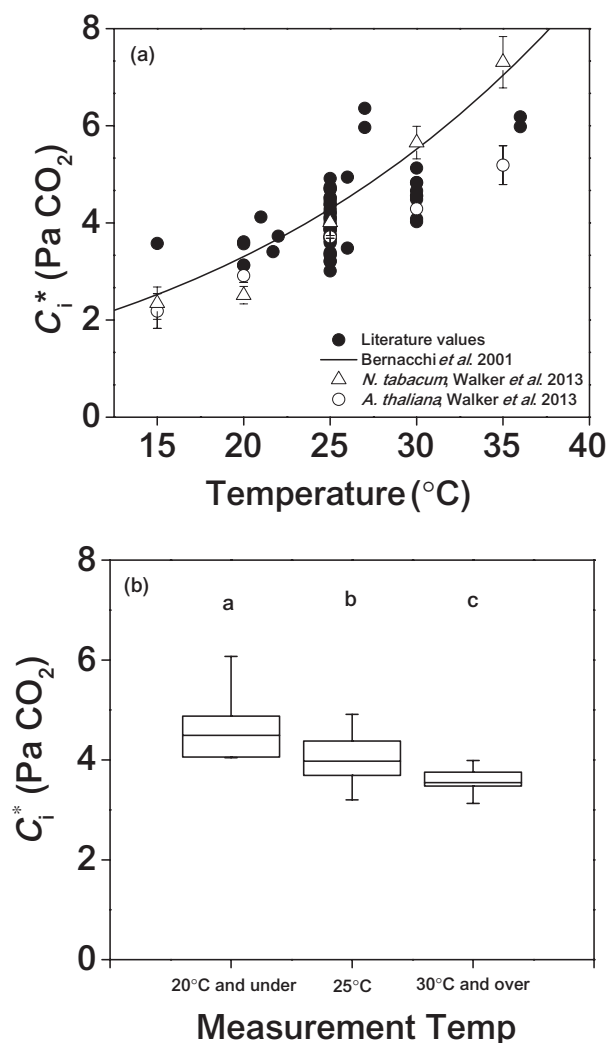 (a)
8
6
4
2
0
C_i* (Pa CO₂)
Literature values
Bernacchi et al. 2001
N. tabacum, Walker et al. 2013
A. thaliana, Walker et al. 2013
15 20 25 30 35 40
Temperature (°C)
(b)
a b c
8
6
4
2
0
C_i* (Pa CO₂)
20°C and under 25°C 30°C and over
Measurement Temp